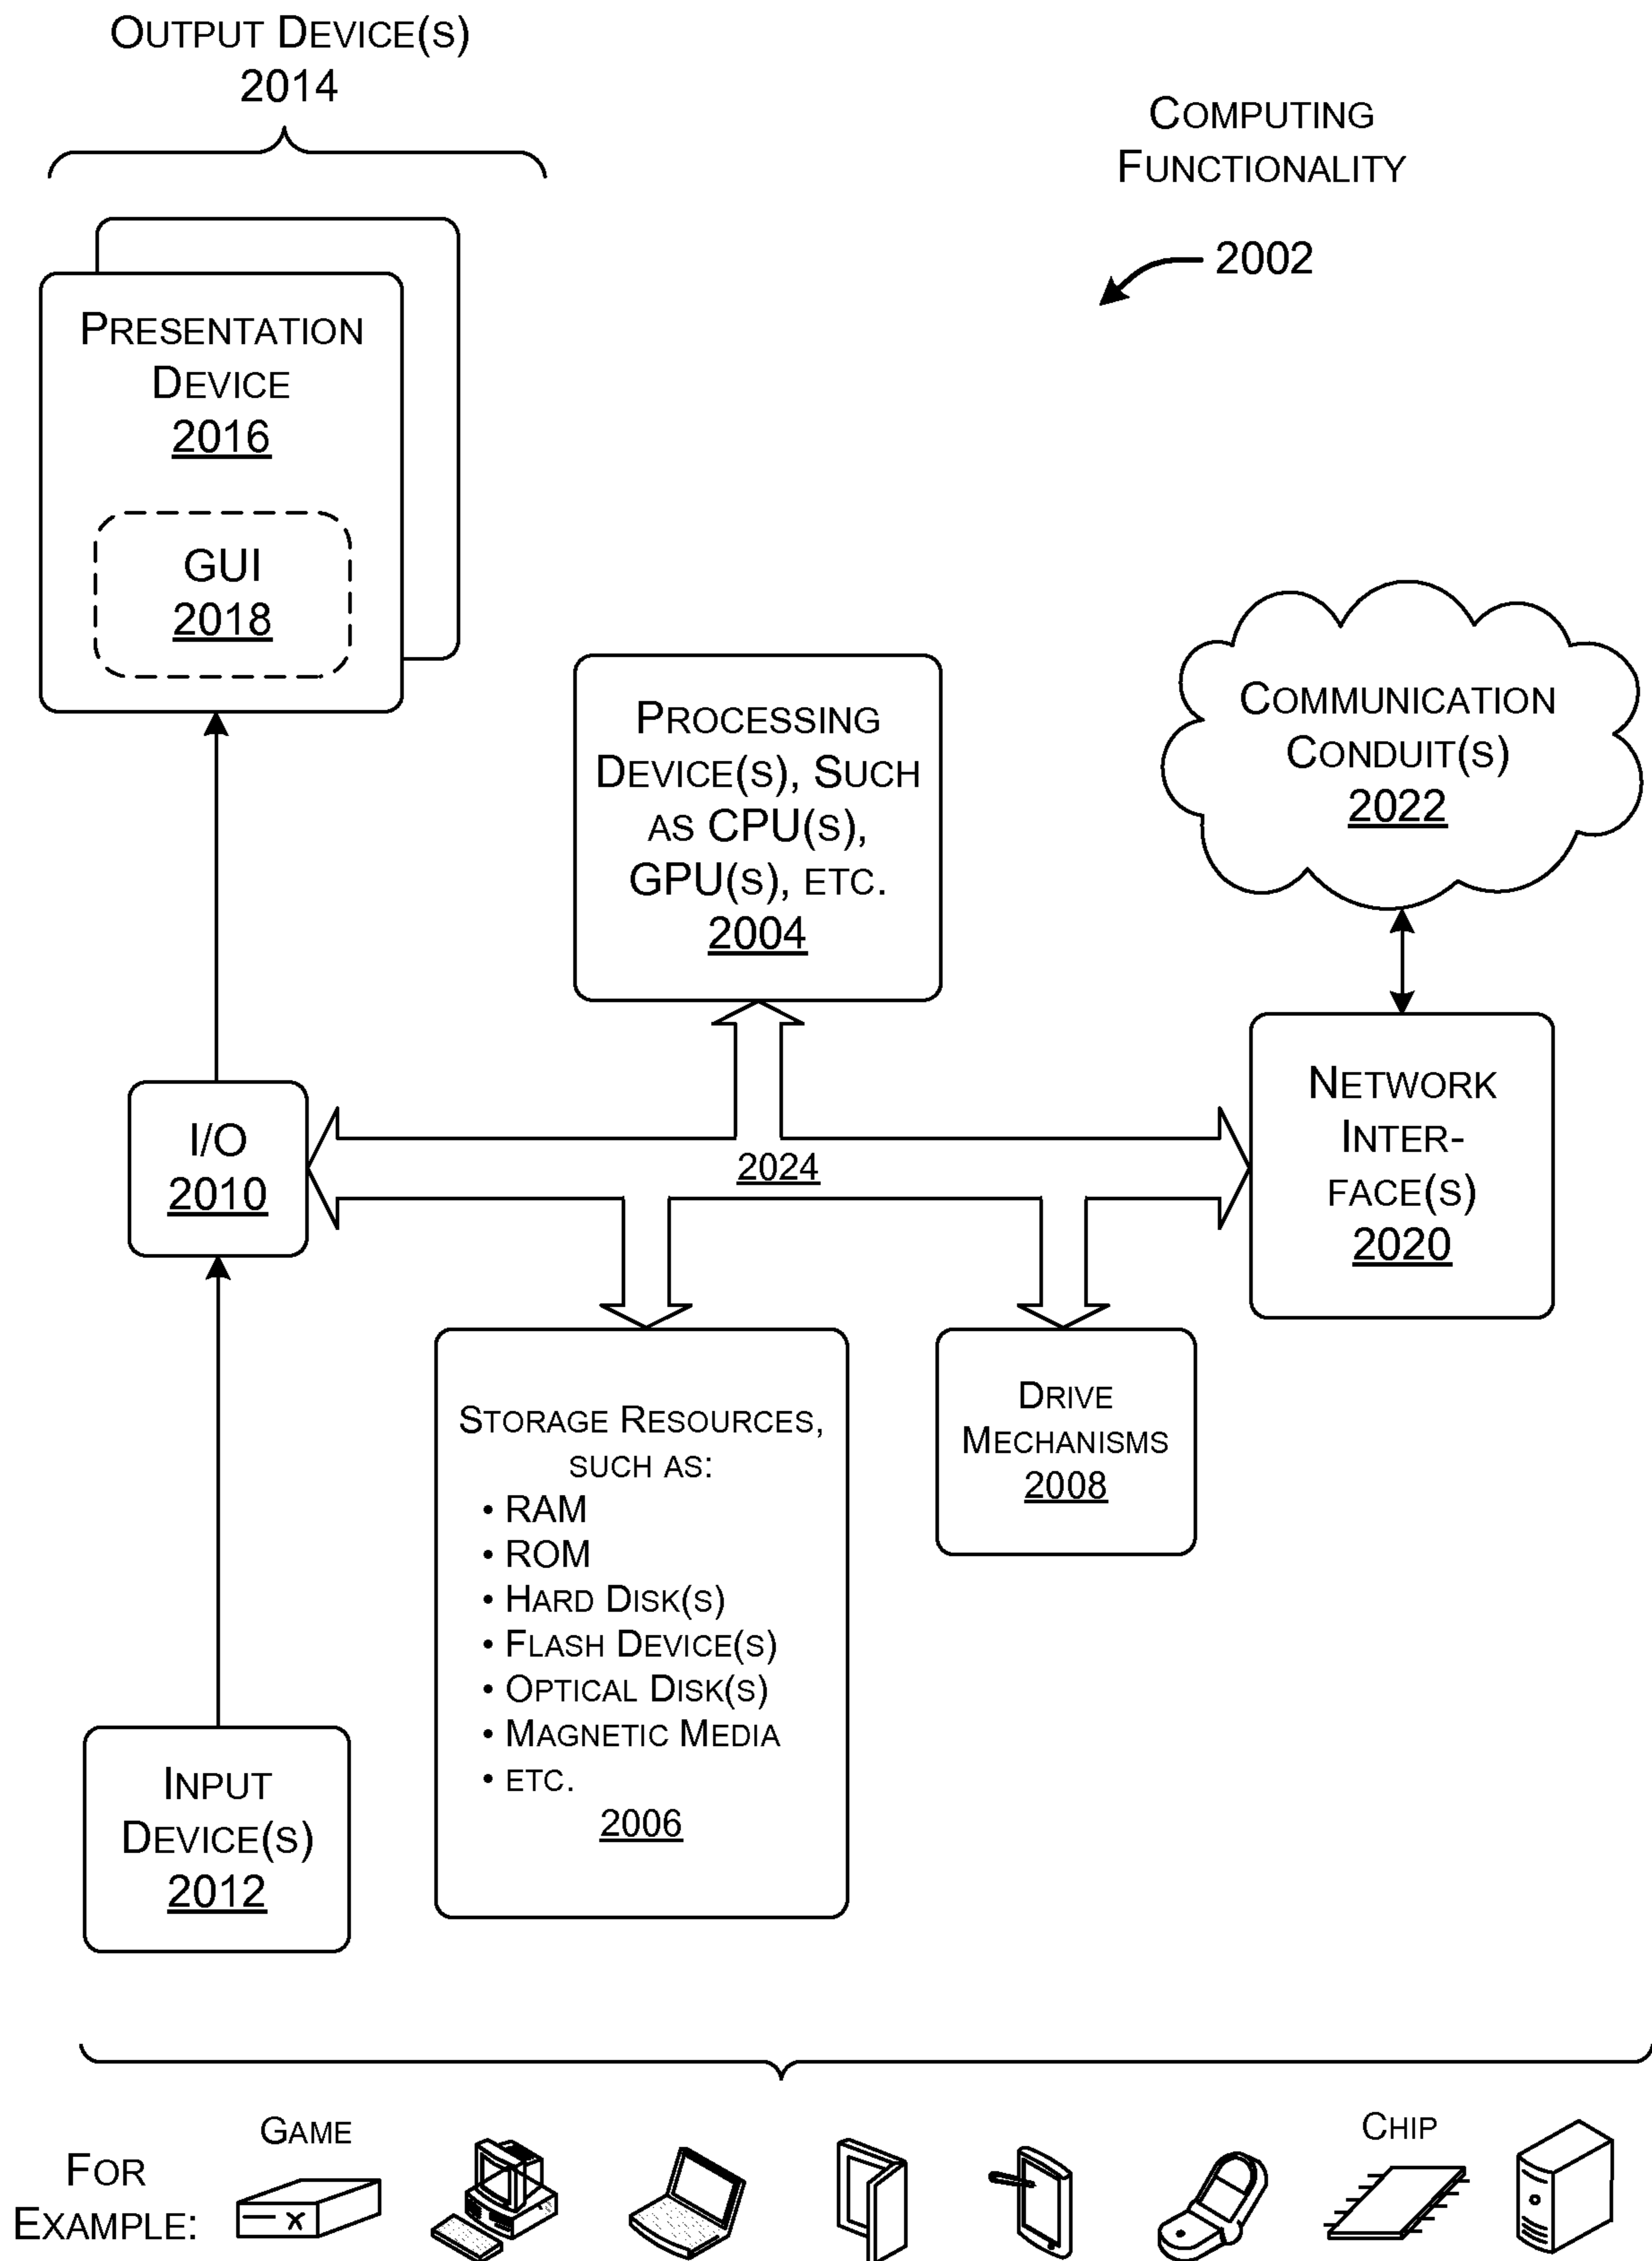 OUTPUT DEVICE(S)
2014
COMPUTING
FUNCTIONALITY
2002
PRESENTATION
DEVICE
2016
GUI
2018
PROCESSING
DEVICE(S), SUCH
AS CPU(S),
GPU(S), ETC.
2004
COMMUNICATION
CONDUIT(S)
2022
I/O
2010
2024
NETWORK
INTER-
FACE(S)
2020
STORAGE RESOURCES,
SUCH AS:
• RAM
• ROM
• HARD DISK(S)
• FLASH DEVICE(S)
• OPTICAL DISK(S)
• MAGNETIC MEDIA
• ETC.
2006
DRIVE
MECHANISMS
2008
INPUT
DEVICE(S)
2012
FOR
EXAMPLE:
GAME
X
CHIP